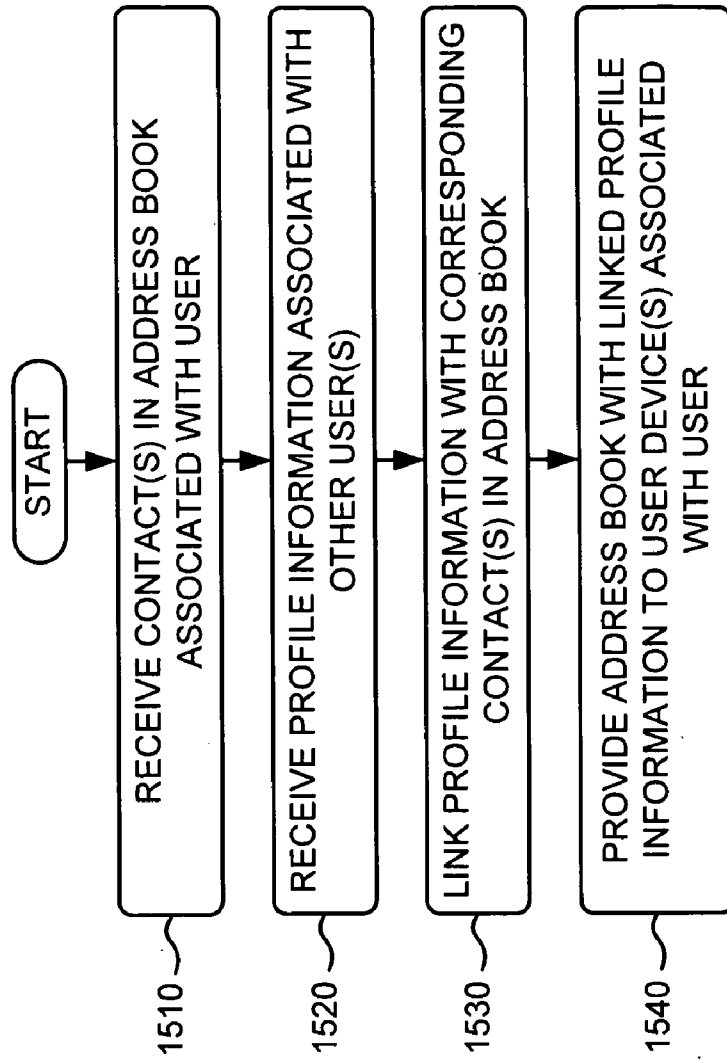 START
1510
RECEIVE CONTACT(S) IN ADDRESS BOOK
ASSOCIATED WITH USER
1520
RECEIVE PROFILE INFORMATION ASSOCIATED WITH
OTHER USER(S)
1530
LINK PROFILE INFORMATION WITH CORRESPONDING
CONTACT(S) IN ADDRESS BOOK
1540
PROVIDE ADDRESS BOOK WITH LINKED PROFILE
INFORMATION TO USER DEVICE(S) ASSOCIATED
WITH USER